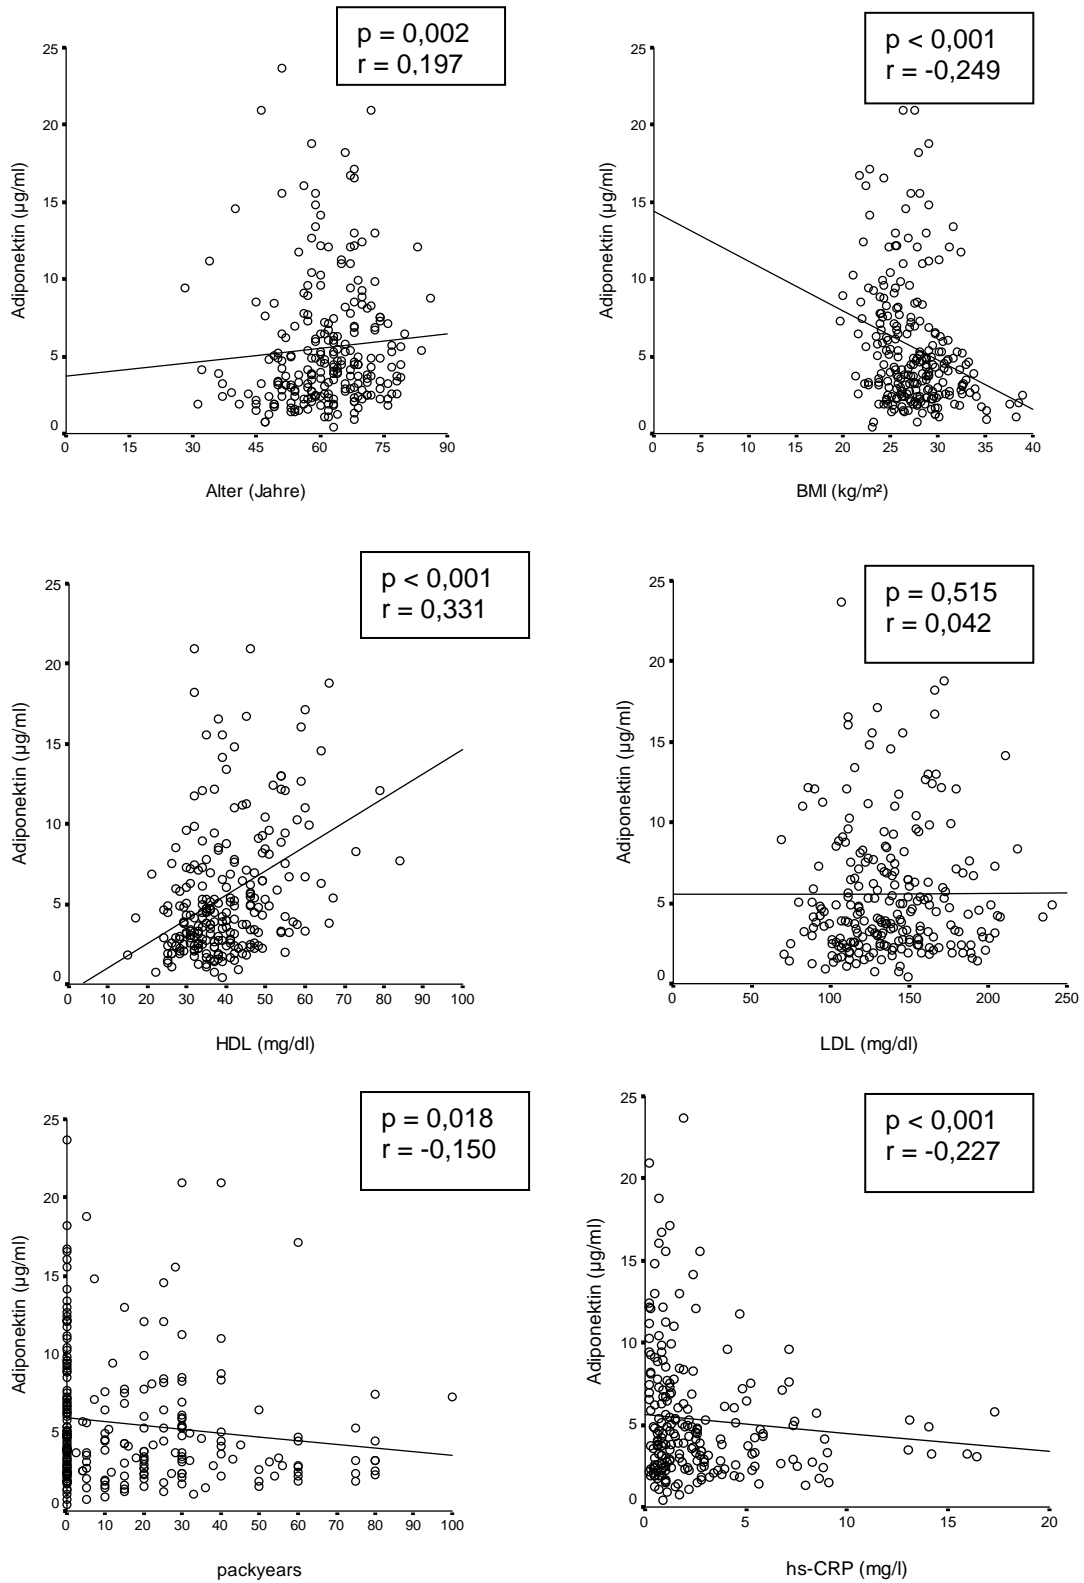 p = 0,002
r = 0,197
25
20
15
10
5
0
Adiponektin (µg/ml)
0 15 30 45 60 75 90
Alter (Jahre)
p < 0,001
r = -0,249
25
20
15
10
5
0
Adiponektin (µg/ml)
0 5 10 15 20 25 30 35 40
BMI (kg/m²)
p < 0,001
r = 0,331
25
20
15
10
5
0
Adiponektin (µg/ml)
0 10 20 30 40 50 60 70 80 90 100
HDL (mg/dl)
p = 0,515
r = 0,042
25
20
15
10
5
0
Adiponektin (µg/ml)
0 50 100 150 200 250
LDL (mg/dl)
p = 0,018
r = -0,150
25
20
15
10
5
0
Adiponektin (µg/ml)
0 10 20 30 40 50 60 70 80 90 100
packyears
p < 0,001
r = -0,227
25
20
15
10
5
0
Adiponektin (µg/ml)
0 5 10 15 20
hs-CRP (mg/l)